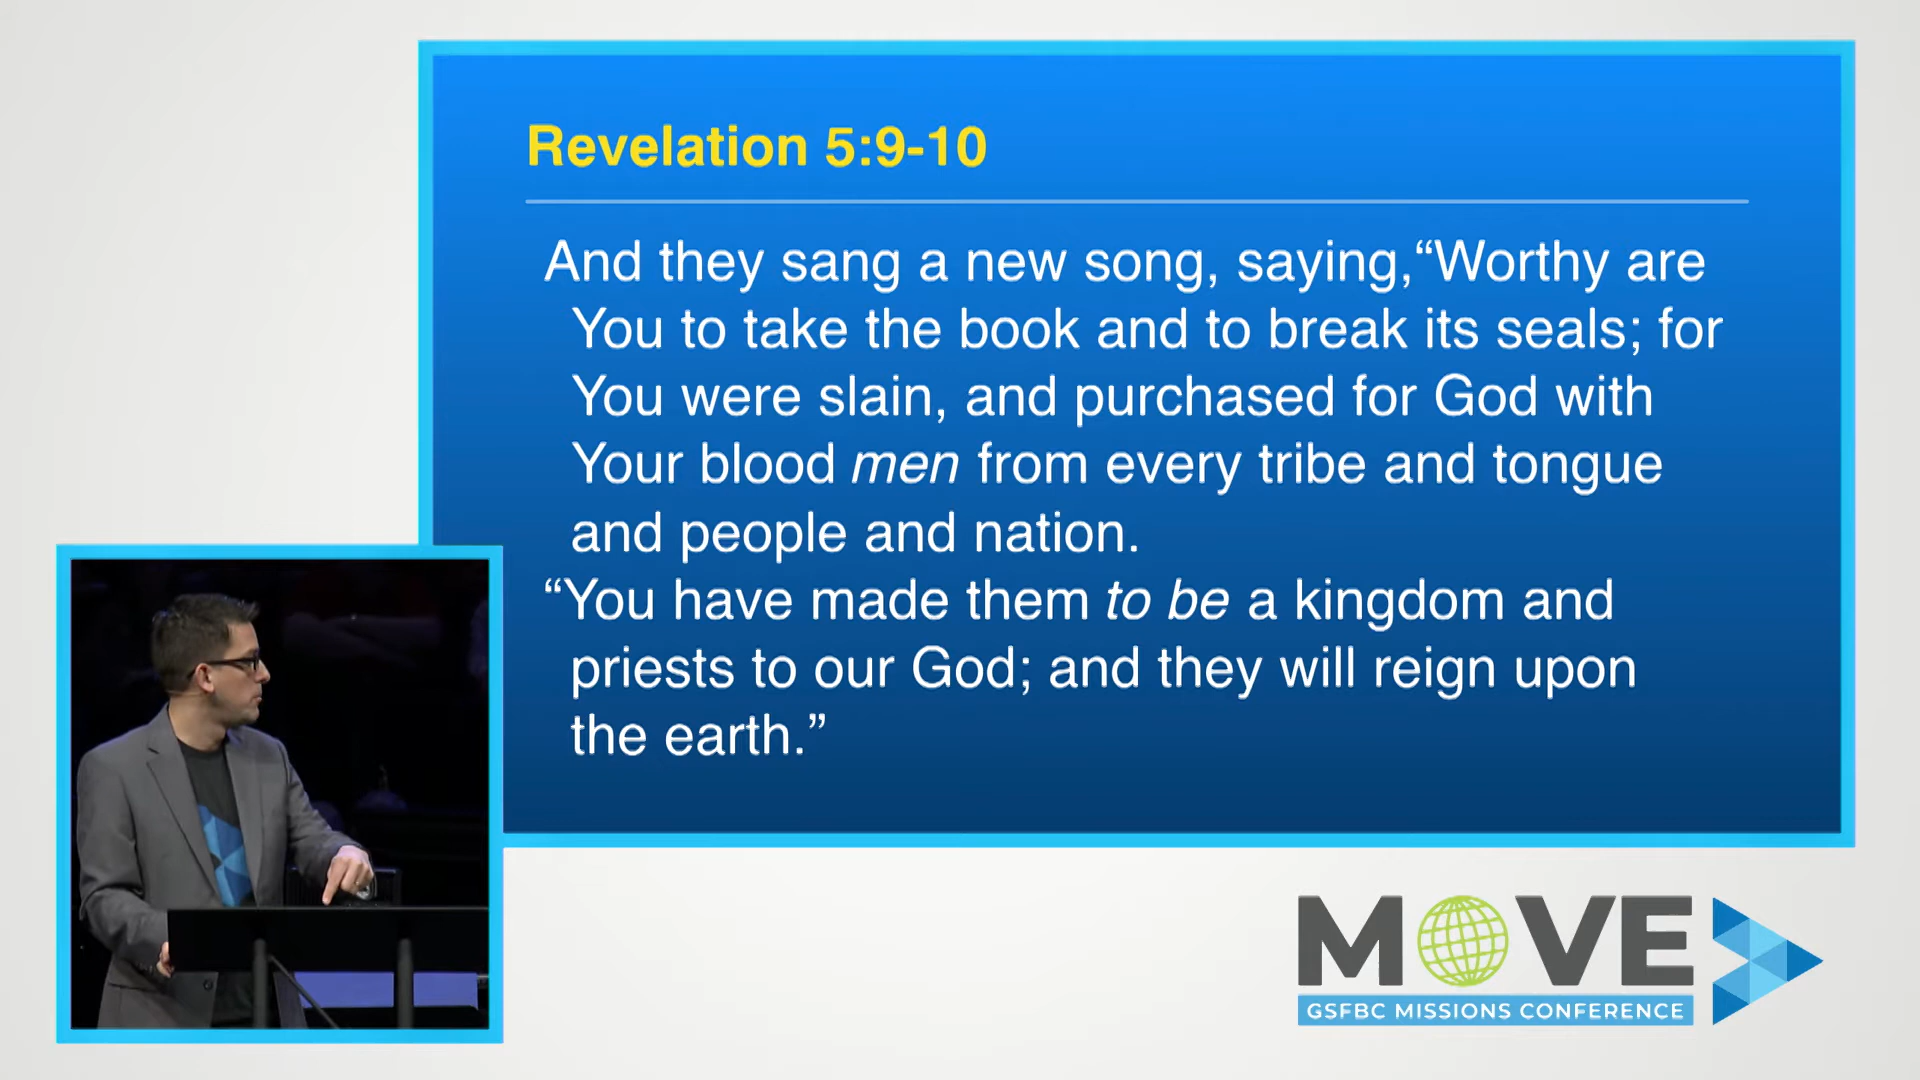 Revelation 5:9-10
And they sang a new song, saying,“Worthy are
You to take the book and to break its seals; for
You were slain, and purchased for God with
Your blood men from every tribe and tongue
and people and nation.
“You have made them to be a kingdom and
priests to our God; and they will reign upon
the earth.”
MOVE
GSFBC MISSIONS CONFERENCE